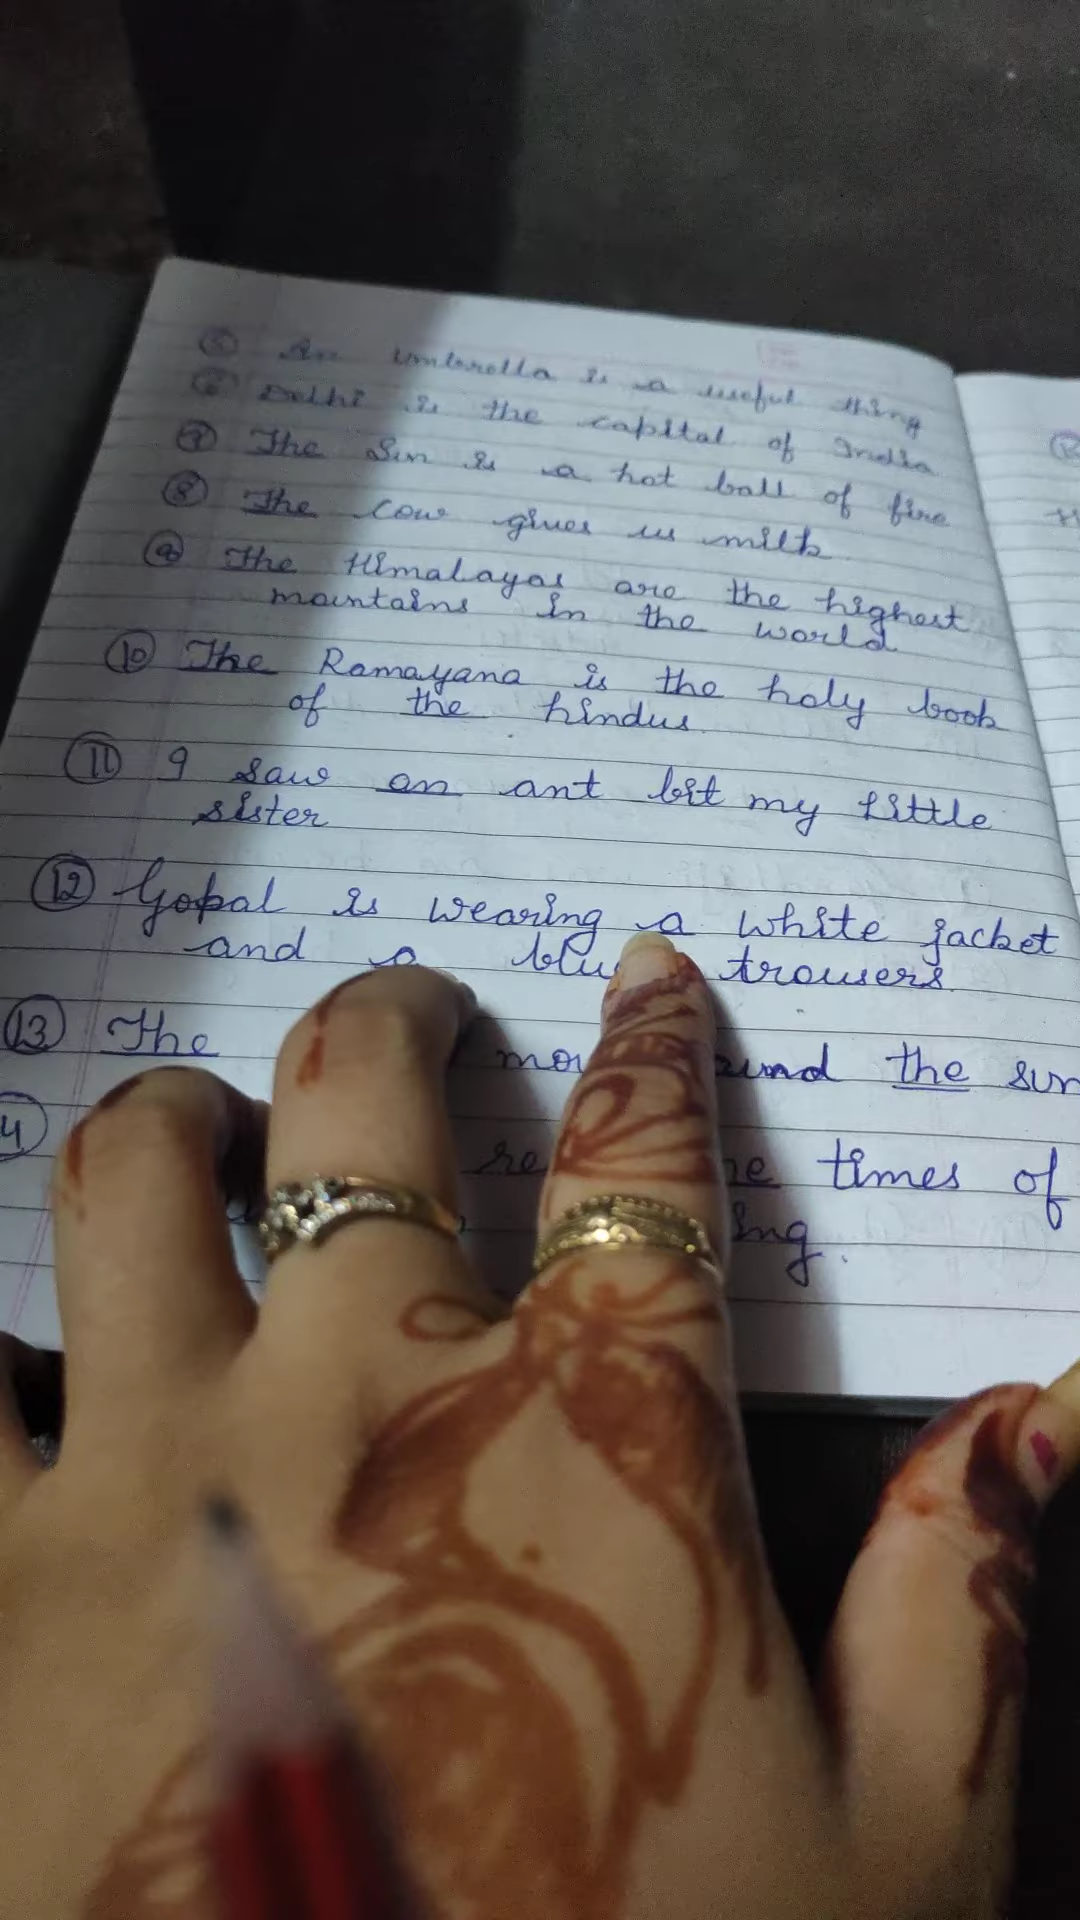 ⑤ An umbrella is a useful thing
⑥ Delhi is the capital of India
⑦ The Sun is a hot ball of fire
⑧ The cow gives us milk
⑨ The Himalayas are the highest
mountains in the world
⑩ The Ramayana is the holy book
of the hindus.
⑪ I saw an ant bit my little
sister
⑫ Gopal is wearing a white jacket
and a trousers.
⑬ The the sun
times of